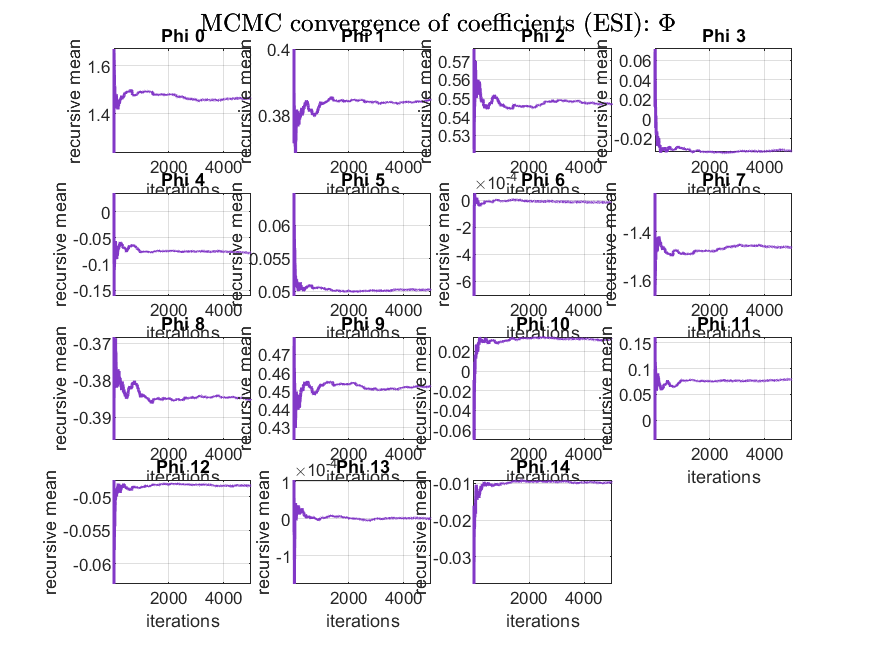 MCMC convergence of coefficients (ESI): Φ
Phi 0
Phi 1
Phi 2
Phi 3
recursive mean
1.6
1.4
2000 4000
iterations
recursive mean
0.4
0.38
2000 4000
recursive mean
0.57
0.56
0.55
0.54
0.53
2000 4000
iterations
recursive mean
0.06
0.04
0.02
0
-0.02
2000 4000
Phi 4
Phi 5
×10⁻⁴
Phi 6
Phi 7
recursive mean
0
-0.05
-0.1
-0.15
2000 4000
iterations
recursive mean
0.06
0.055
0.05
2000 4000
iterations
recursive mean
0
-2
-4
-6
2000 4000
iterations
recursive mean
-1.4
-1.6
2000 4000
iterations
Phi 8
Phi 9
Phi 10
Phi 11
recursive mean
-0.37
-0.38
-0.39
2000 4000
iterations
recursive mean
0.47
0.46
0.45
0.44
0.43
2000 4000
recursive mean
0.02
0
-0.02
-0.04
-0.06
2000 4000
iterations
recursive mean
0.15
0.1
0.05
0
2000 4000
iterations
Phi 12
×10⁻⁴
Phi 13
Phi 14
recursive mean
-0.05
-0.055
-0.06
2000 4000
iterations
recursive mean
1
0
-1
2000 4000
iterations
recursive mean
-0.01
-0.02
-0.03
2000 4000
iterations